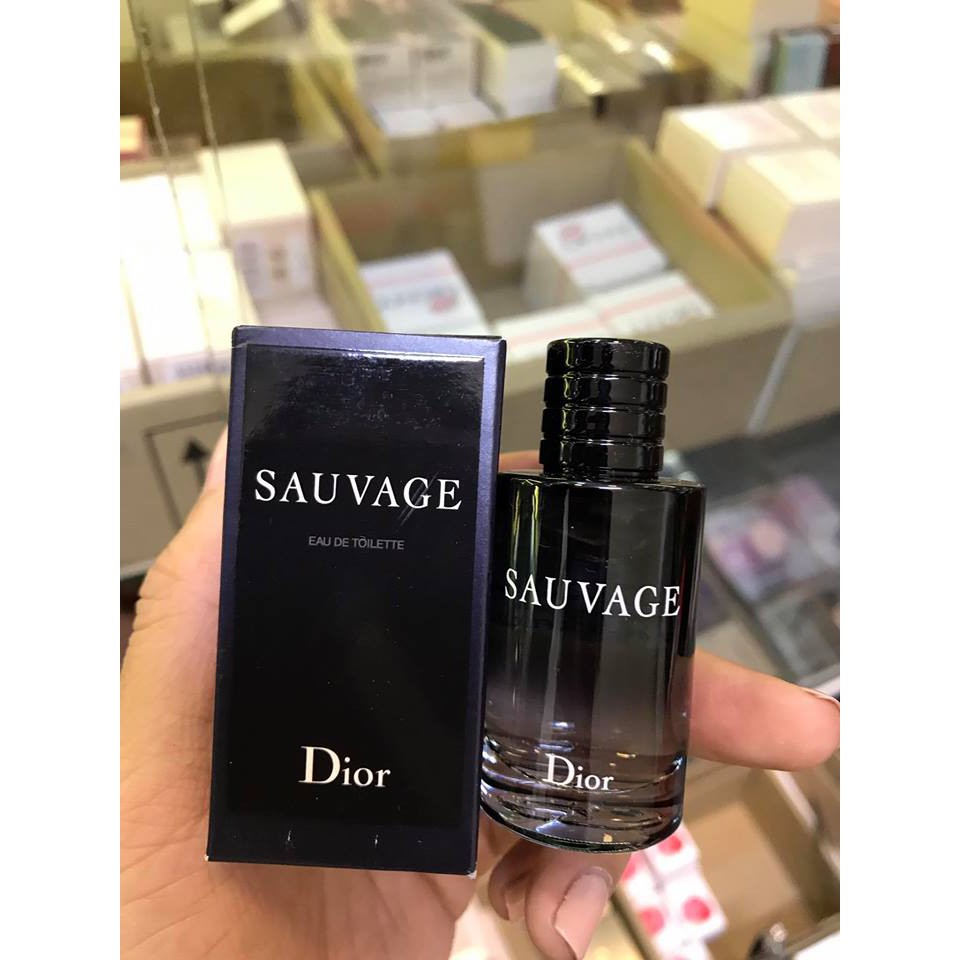 SAUVAGE
EAU DE TOILETTE
Dior
SAUVAGE
Dior